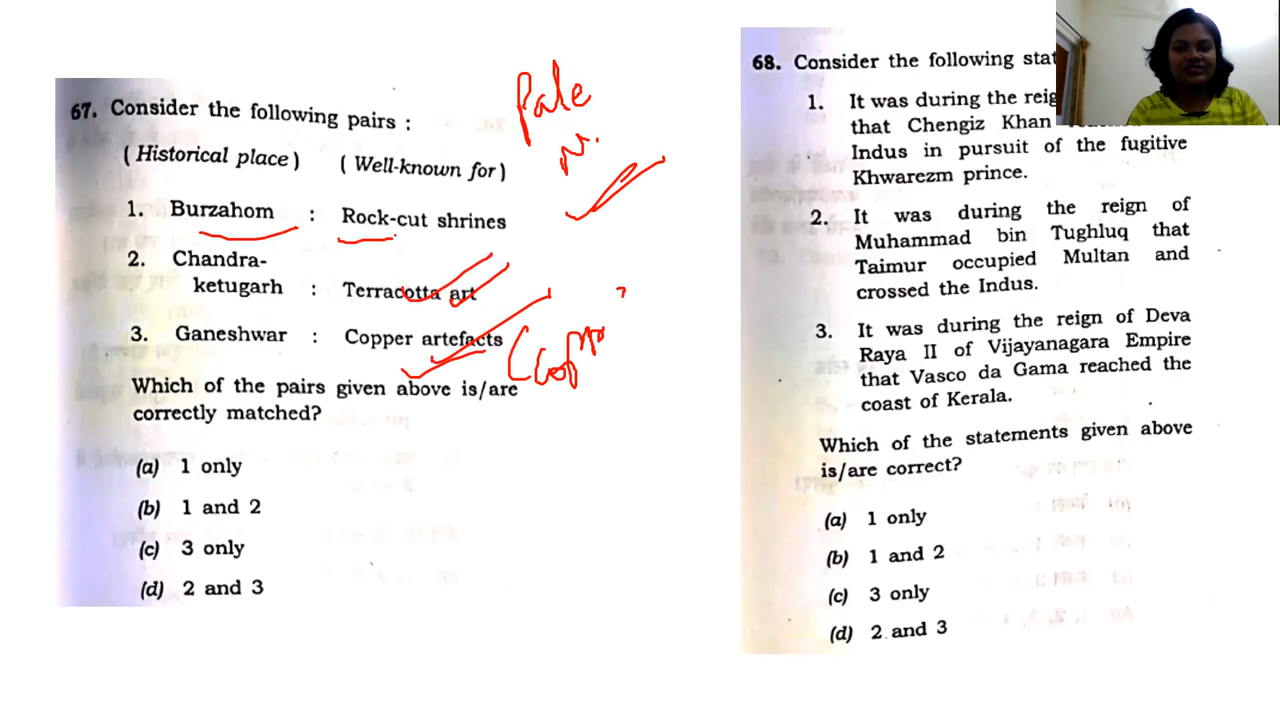 67. Consider the following pairs :
( Historical place ) ( Well-known for )
1. Burzahom : Rock-cut shrines
2. Chandra-
ketugarh : Terracotta art
3. Ganeshwar : Copper artefacts
Which of the pairs given above is/are
correctly matched?
(a) 1 only
(b) 1 and 2
(c) 3 only
(d) 2 and 3
Pale
N.
68. Consider the following
1. It was during the
that Chengiz Khan
Indus in pursuit of the fugitive
Khwarezm prince.
2. It was during the reign of
Muhammad bin Tughluq that
Taimur occupied Multan and
crossed the Indus.
3. It was during the reign of Deva
Raya II of Vijayanagara Empire
that Vasco da Gama reached the
coast of Kerala.
Which of the statements given above
is/are correct?
(a) 1 only
(b) 1 and 2
(c) 3 only
(d) 2 and 3